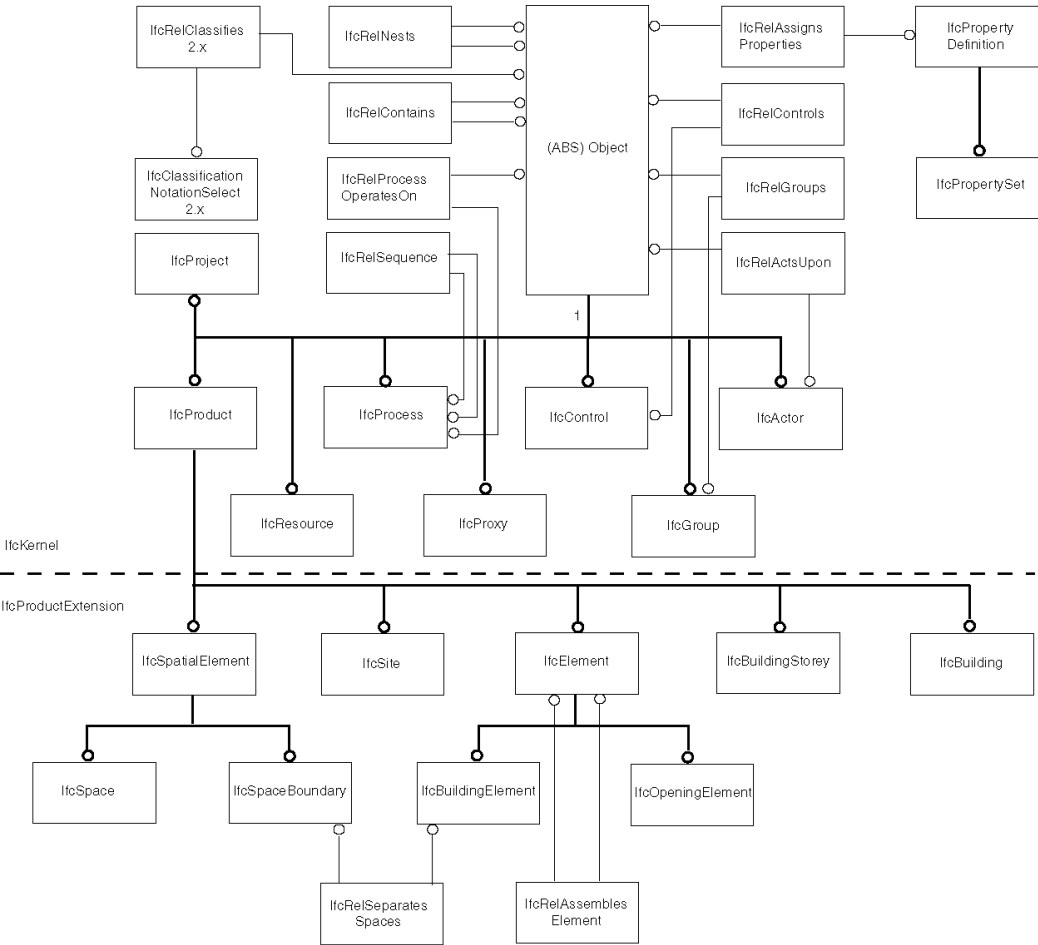 IfcRelClassifies
2.x
IfcRelNests
IfcRelAssigns
Properties
IfcProperty
Definition
IfcRelContains
(ABS) Object
IfcRelControls
IfcClassification
NotationSelect
2.x
IfcRelProcess
OperatesOn
IfcRelGroups
IfcPropertySet
IfcProject
IfcRelSequence
IfcRelActsUpon
1
IfcProduct
IfcProcess
IfcControl
IfcActor
IfcResource
IfcProxy
IfcGroup
IfcKernel
IfcProductExtension
IfcSpatialElement
IfcSite
IfcElement
IfcBuildingStorey
IfcBuilding
IfcSpace
IfcSpaceBoundary
IfcBuildingElement
IfcOpeningElement
IfcRelSeparates
Spaces
IfcRelAssembles
Element